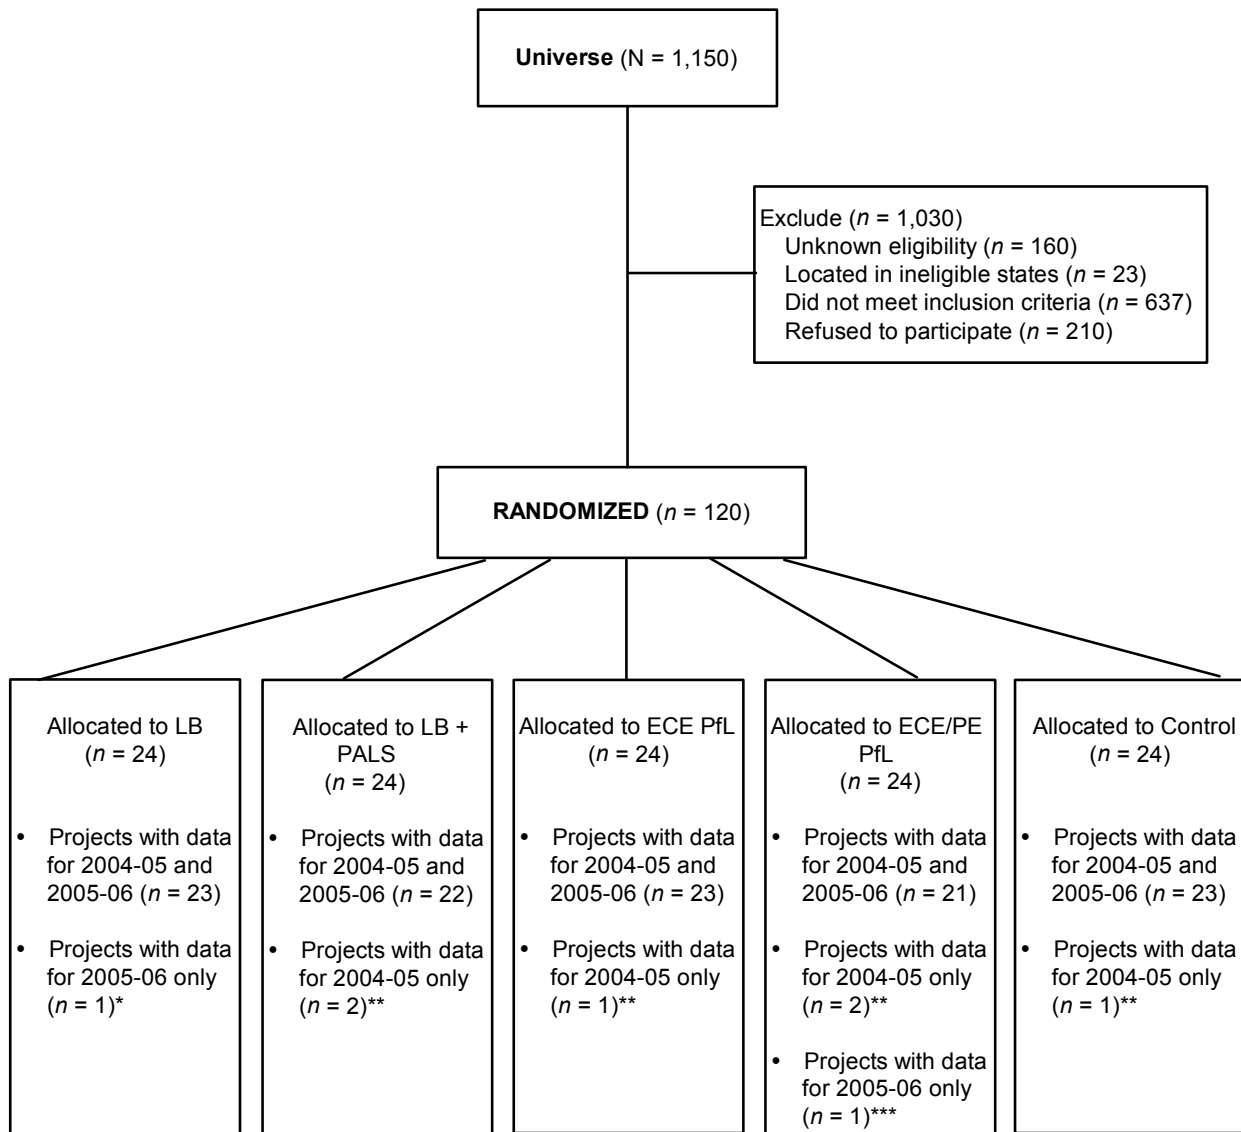 Universe (N = 1,150)
Exclude (n = 1,030)
Unknown eligibility (n = 160)
Located in ineligible states (n = 23)
Did not meet inclusion criteria (n = 637)
Refused to participate (n = 210)
RANDOMIZED (n = 120)
Allocated to LB
(n = 24)
• Projects with data
for 2004-05 and
2005-06 (n = 23)
• Projects with data
for 2005-06 only
(n = 1)*
Allocated to LB +
PALS
(n = 24)
• Projects with data
for 2004-05 and
2005-06 (n = 22)
• Projects with data
for 2004-05 only
(n = 2)**
Allocated to ECE PfL
(n = 24)
• Projects with data
for 2004-05 and
2005-06 (n = 23)
• Projects with data
for 2004-05 only
(n = 1)**
Allocated to ECE/PE
PfL
(n = 24)
• Projects with data
for 2004-05 and
2005-06 (n = 21)
• Projects with data
for 2004-05 only
(n = 2)**
• Projects with data
for 2005-06 only
(n = 1)***
Allocated to Control
(n = 24)
• Projects with data
for 2004-05 and
2005-06 (n = 23)
• Projects with data
for 2004-05 only
(n = 1)**